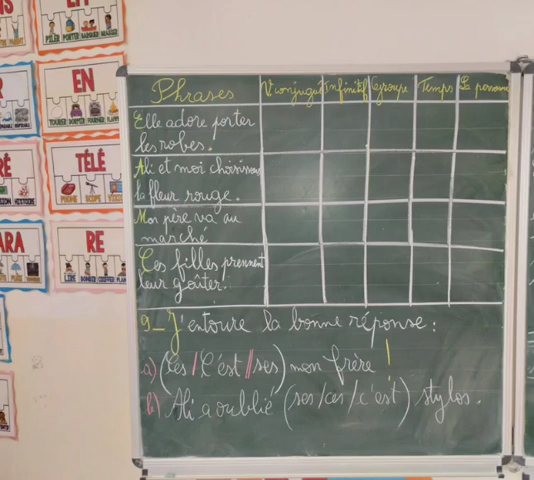 EN
TÉLÉ
RE
Phrases V conjugué Infinitif Groupe Temps La personne
Elle adore porter
les robes.
Ali et moi choisissons
la fleur rouge.
Mon père va au
marché
Ces filles prennent
leur goûter.
9_ J'entoure la bonne réponse :
a) (Ces / C'est // ses) mon frère !
b) Ali a oublié (ses/ces/c'est) stylos.